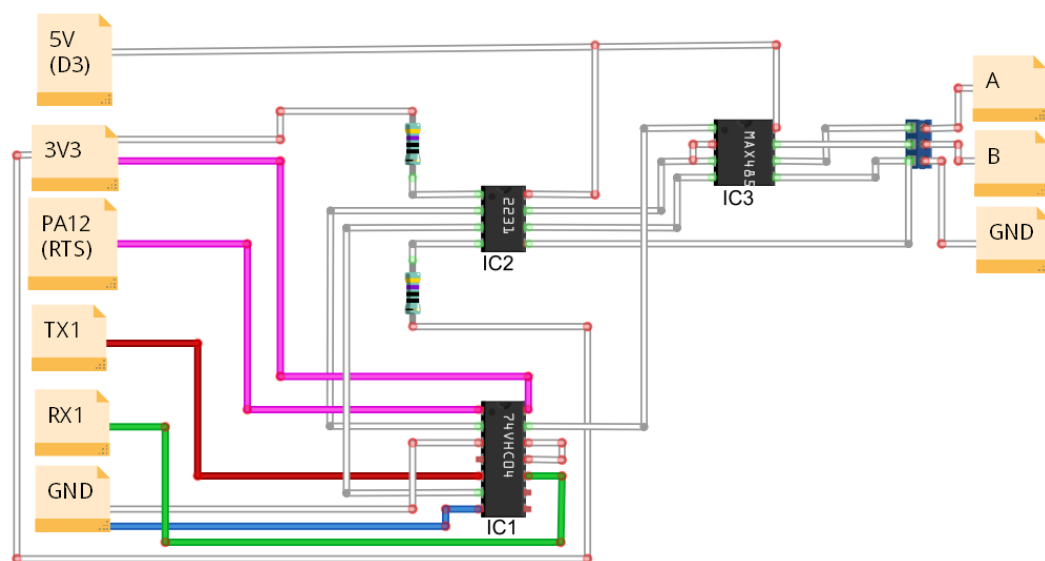 5V
(D3)
3V3
PA12
(RTS)
TX1
RX1
GND
2231
IC2
74VHC04
IC1
MAX485
IC3
A
B
GND